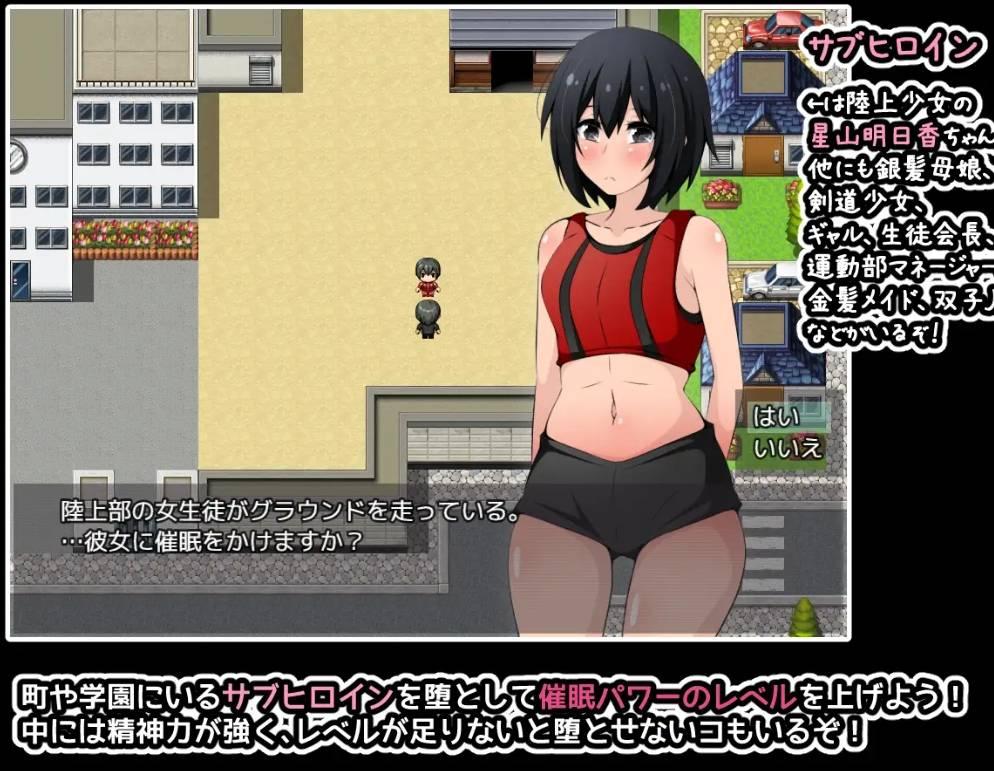 サブヒロイン
←は陸上少女の
星山明日香ちゃん
他にも銀髪母娘、
剣道少女、
ギャル、生徒会長、
運動部マネージャー
金髪メイド、双子
などがいるぞ!
はい
いいえ
陸上部の女生徒がグラウンドを走っている。
…彼女に催眠をかけますか?
町や学園にいるサブヒロインを堕として催眠パワーのレベルを上げよう!
中には精神力が強く、レベルが足りないと堕とせないコもいるぞ!